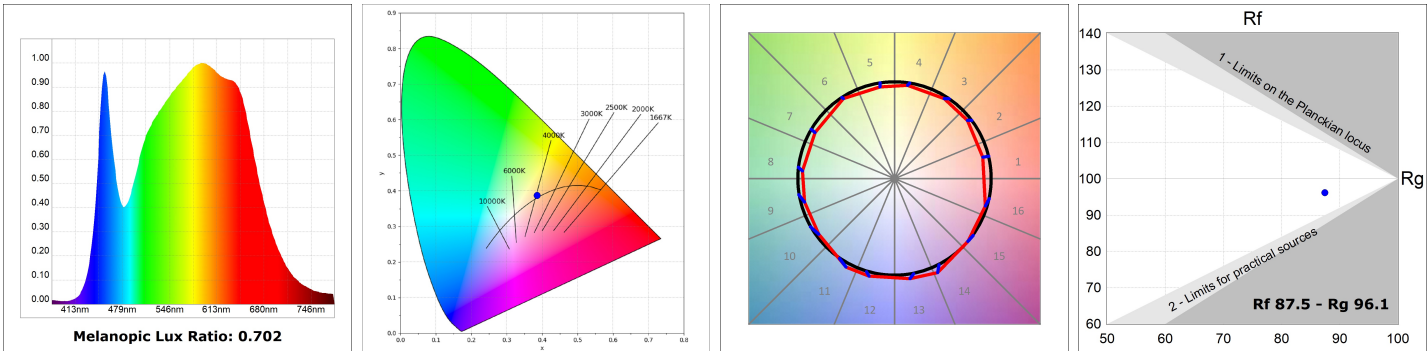 1.00
0.90
0.80
0.70
0.60
0.50
0.40
0.30
0.20
0.10
0.00
413nm 479nm 546nm 613nm 680nm 746nm
Melanopic Lux Ratio: 0.702
0.9
0.8
0.7
0.6
0.5
0.4
0.3
0.2
0.1
0.0
y
0.0 0.1 0.2 0.3 0.4 0.5 0.6 0.7 0.8
x
10000K
6000K
4000K
3000K
2500K
2000K
1667K
1
2
3
4
5
6
7
8
9
10
11
12
13
14
15
16
Rf
140
130
120
110
100
90
80
70
60
50 60 70 80 90 100
Rg
1 - Limits on the Planckian locus
2 - Limits for practical sources
Rf 87.5 - Rg 96.1